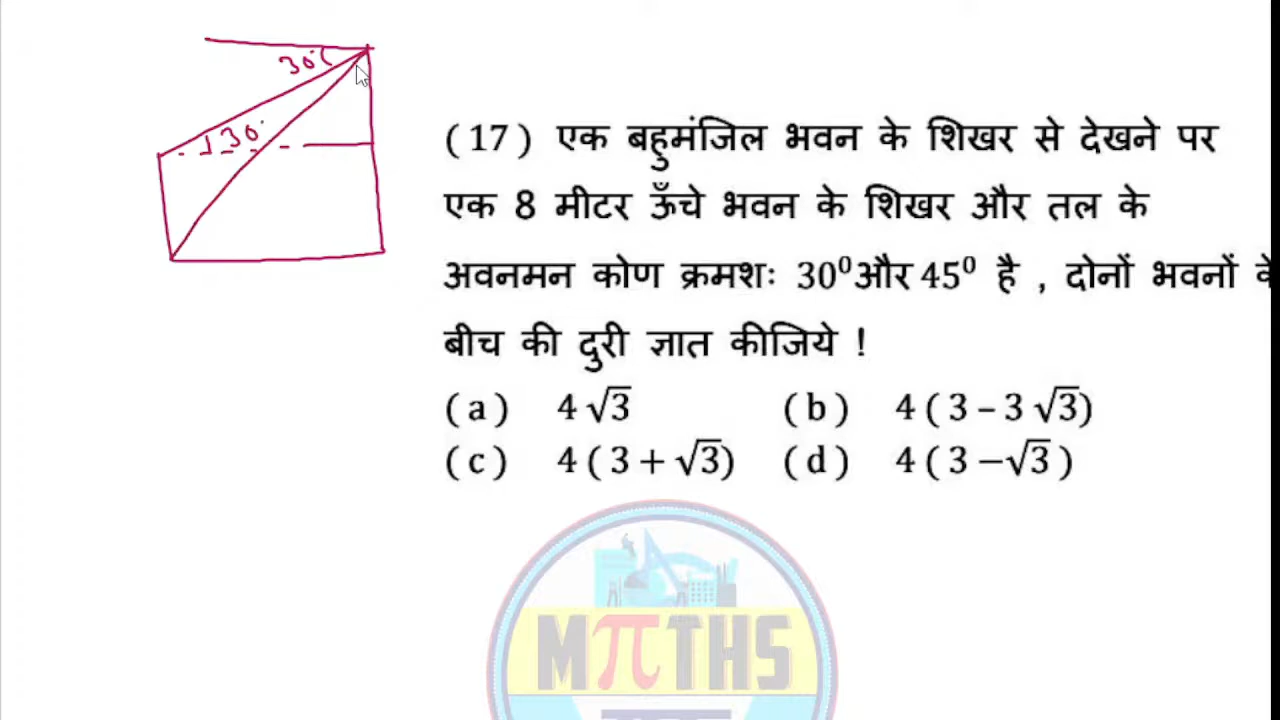 30°
30°
(17) एक बहुमंजिल भवन के शिखर से देखने पर
एक 8 मीटर ऊँचे भवन के शिखर और तल के
अवनमन कोण क्रमशः 30⁰और 45⁰ है , दोनों भवनों के
बीच की दुरी ज्ञात कीजिये !
(a) 4√3 (b) 4(3–3√3)
(c) 4(3+√3) (d) 4(3–√3)
MπTHS